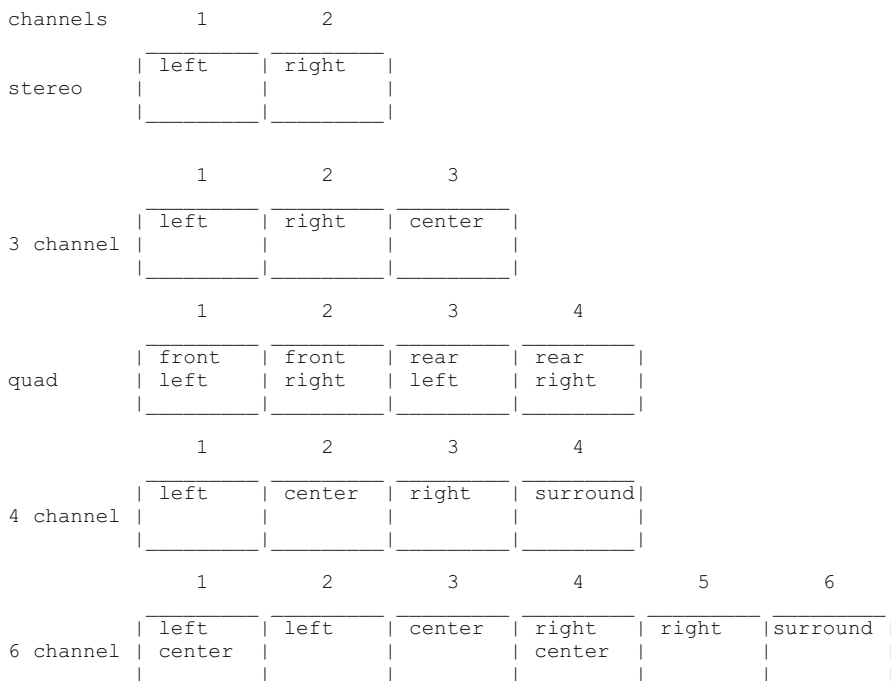 channels 1 2
left right
stereo
1 2 3
left right center
3 channel
1 2 3 4
front front rear rear
quad left right left right
1 2 3 4
left center right surround
4 channel
1 2 3 4 5 6
left left center right right surround
6 channel center center